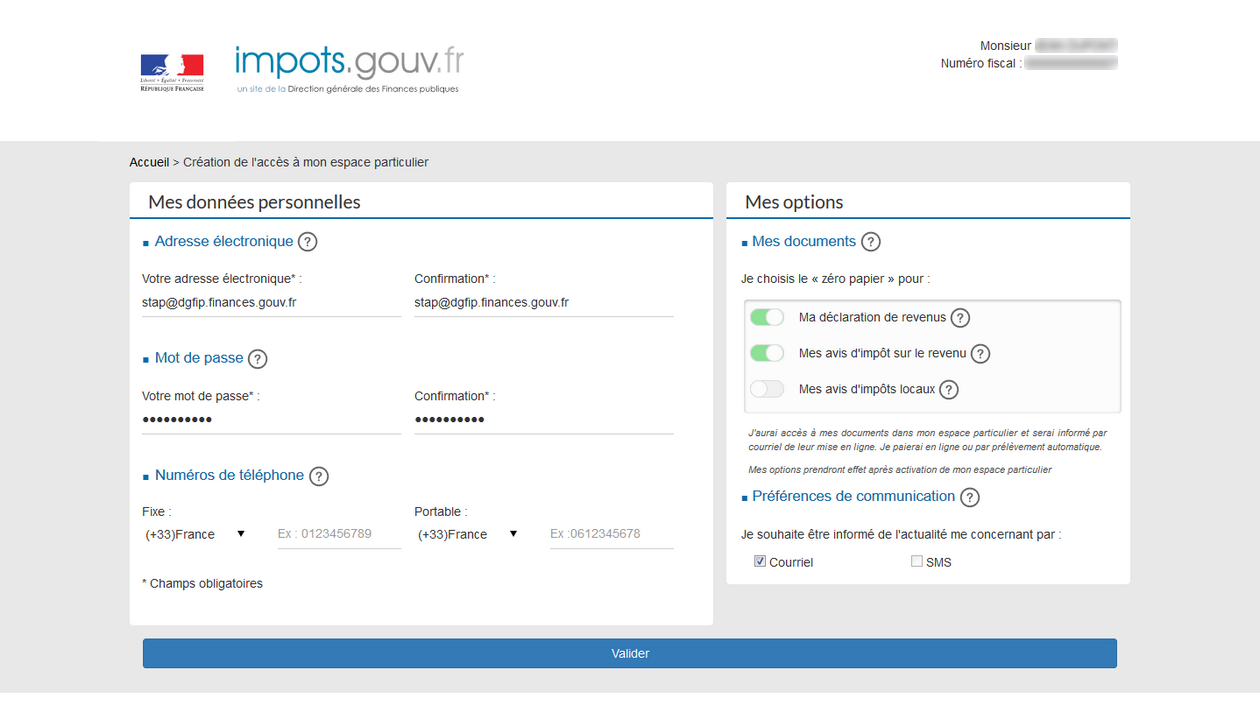 Liberté • Égalité • Fraternité
RÉPUBLIQUE FRANÇAISE
impots.gouv.fr
un site de la Direction générale des Finances publiques
Monsieur
Numéro fiscal :
Accueil > Création de l'accès à mon espace particulier
Mes données personnelles
Adresse électronique ?
Votre adresse électronique* :
Confirmation* :
stap@dgfip.finances.gouv.fr
stap@dgfip.finances.gouv.fr
Mot de passe ?
Votre mot de passe* :
Confirmation* :
••••••••••
••••••••••
Numéros de téléphone ?
Fixe :
Portable :
(+33)France ▼ Ex : 0123456789
(+33)France ▼ Ex :0612345678
* Champs obligatoires
Mes options
Mes documents ?
Je choisis le « zéro papier » pour :
Ma déclaration de revenus ?
Mes avis d'impôt sur le revenu ?
Mes avis d'impôts locaux ?
J'aurai accès à mes documents dans mon espace particulier et serai informé par
courriel de leur mise en ligne. Je paierai en ligne ou par prélèvement automatique.
Mes options prendront effet après activation de mon espace particulier
Préférences de communication ?
Je souhaite être informé de l'actualité me concernant par :
Courriel
SMS
Valider